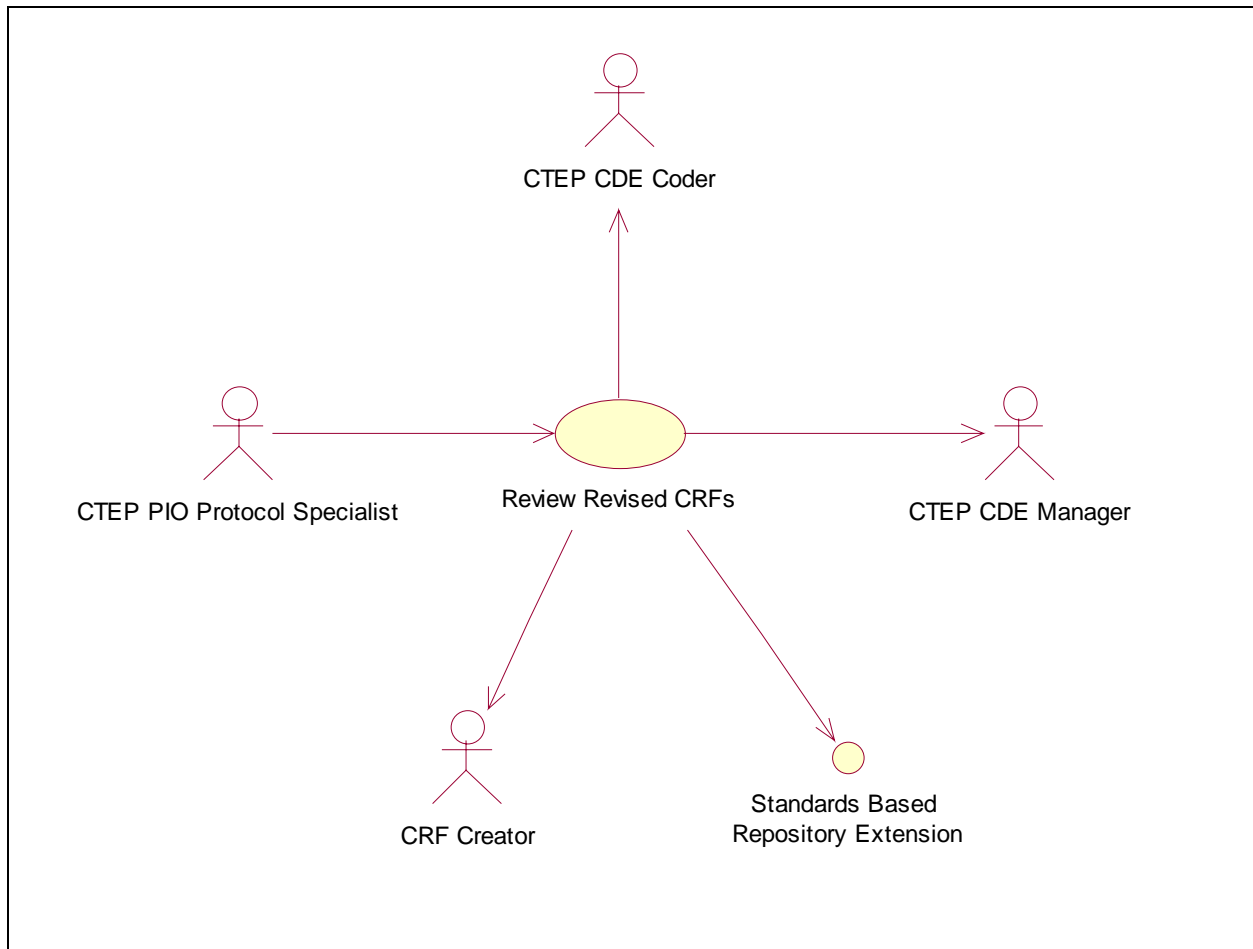 CTEP CDE Coder
CTEP PIO Protocol Specialist
Review Revised CRFs
CTEP CDE Manager
CRF Creator
Standards Based
Repository Extension